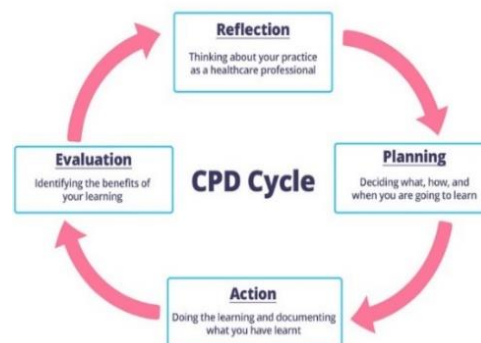 Reflection
Thinking about your practice
as a healthcare professional
Evaluation
Identifying the benefits of
your learning
CPD Cycle
Planning
Deciding what, how, and
when you are going to learn
Action
Doing the learning and documenting
what you have learnt